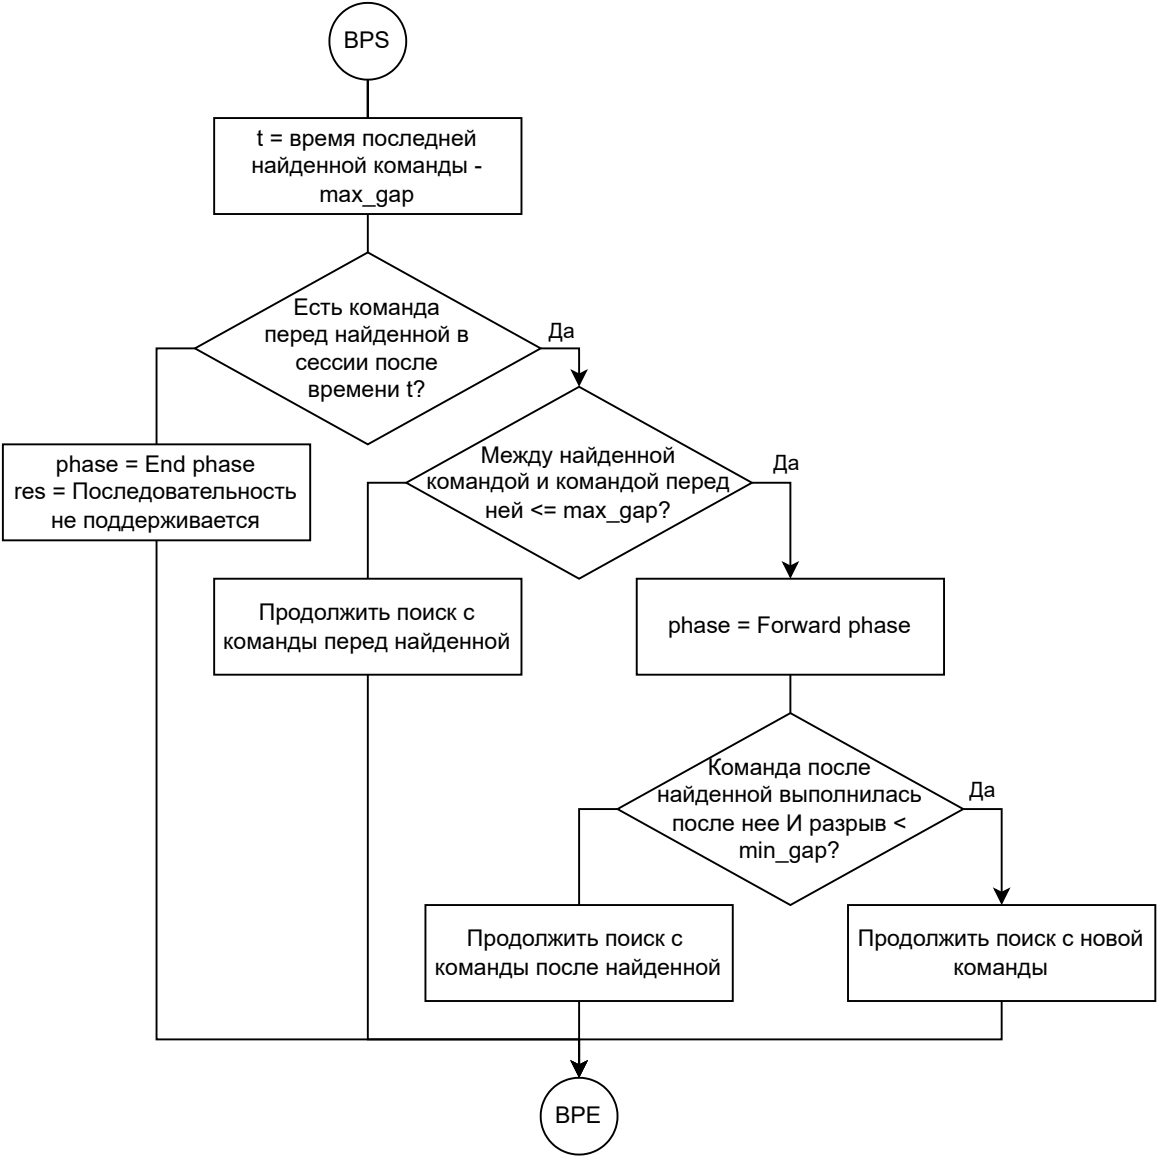 BPS
t = время последней
найденной команды -
max_gap
Есть команда
перед найденной в
сессии после
времени t?
Да
Между найденной
командой и командой перед
ней <= max_gap?
Да
phase = End phase
res = Последовательность
не поддерживается
Продолжить поиск с
команды перед найденной
phase = Forward phase
Команда после
найденной выполнилась
после нее И разрыв <
min_gap?
Да
Продолжить поиск с
команды после найденной
Продолжить поиск с новой
команды
BPE